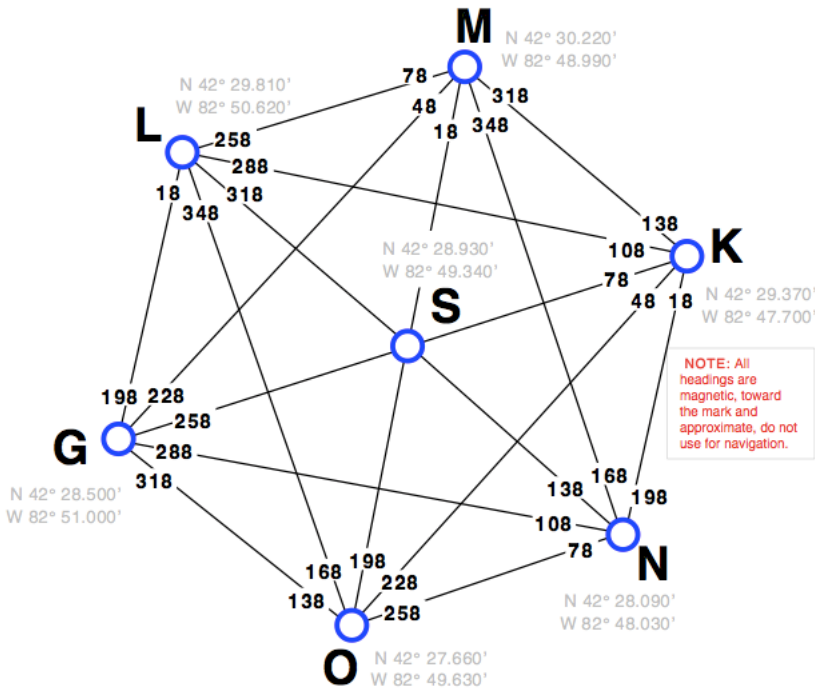 M
N 42° 30.220’
W 82° 48.990’
78
318
N 42° 29.810’
W 82° 50.620’
48
18
348
L
258
288
18
318
348
138
K
N 42° 28.930’
W 82° 49.340’
108
78
48
18
N 42° 29.370’
W 82° 47.700’
S
NOTE: All
headings are
magnetic, toward
the mark and
approximate, do not
use for navigation.
198
228
258
G
288
318
N 42° 28.500’
W 82° 51.000’
168
138
198
108
78
N
168
198
228
138
258
N 42° 28.090’
W 82° 48.030’
O
N 42° 27.660’
W 82° 49.630’